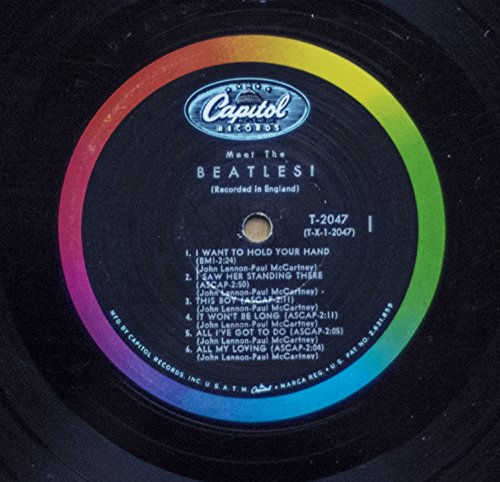 Capitol
RECORDS
Meet The
BEATLES!
(Recorded in England)
T-2047
(T-X-1-2047)
1
1. I WANT TO HOLD YOUR HAND
(BMI-2:24)
(John Lennon-Paul McCartney)
2. I SAW HER STANDING THERE
(ASCAP-2:50)
(John Lennon-Paul McCartney)
3. THIS BOY (ASCAP-2:11)
(John Lennon-Paul McCartney)
4. IT WON'T BE LONG (ASCAP-2:11)
(John Lennon-Paul McCartney)
5. ALL I'VE GOT TO DO (ASCAP-2:05)
(John Lennon-Paul McCartney)
6. ALL MY LOVING (ASCAP-2:04)
(John Lennon-Paul McCartney)
MFD BY CAPITOL RECORDS, INC. U.S.A. T.M. Capitol MARCA REG. • U.S. PAT. NO. 2,631,859